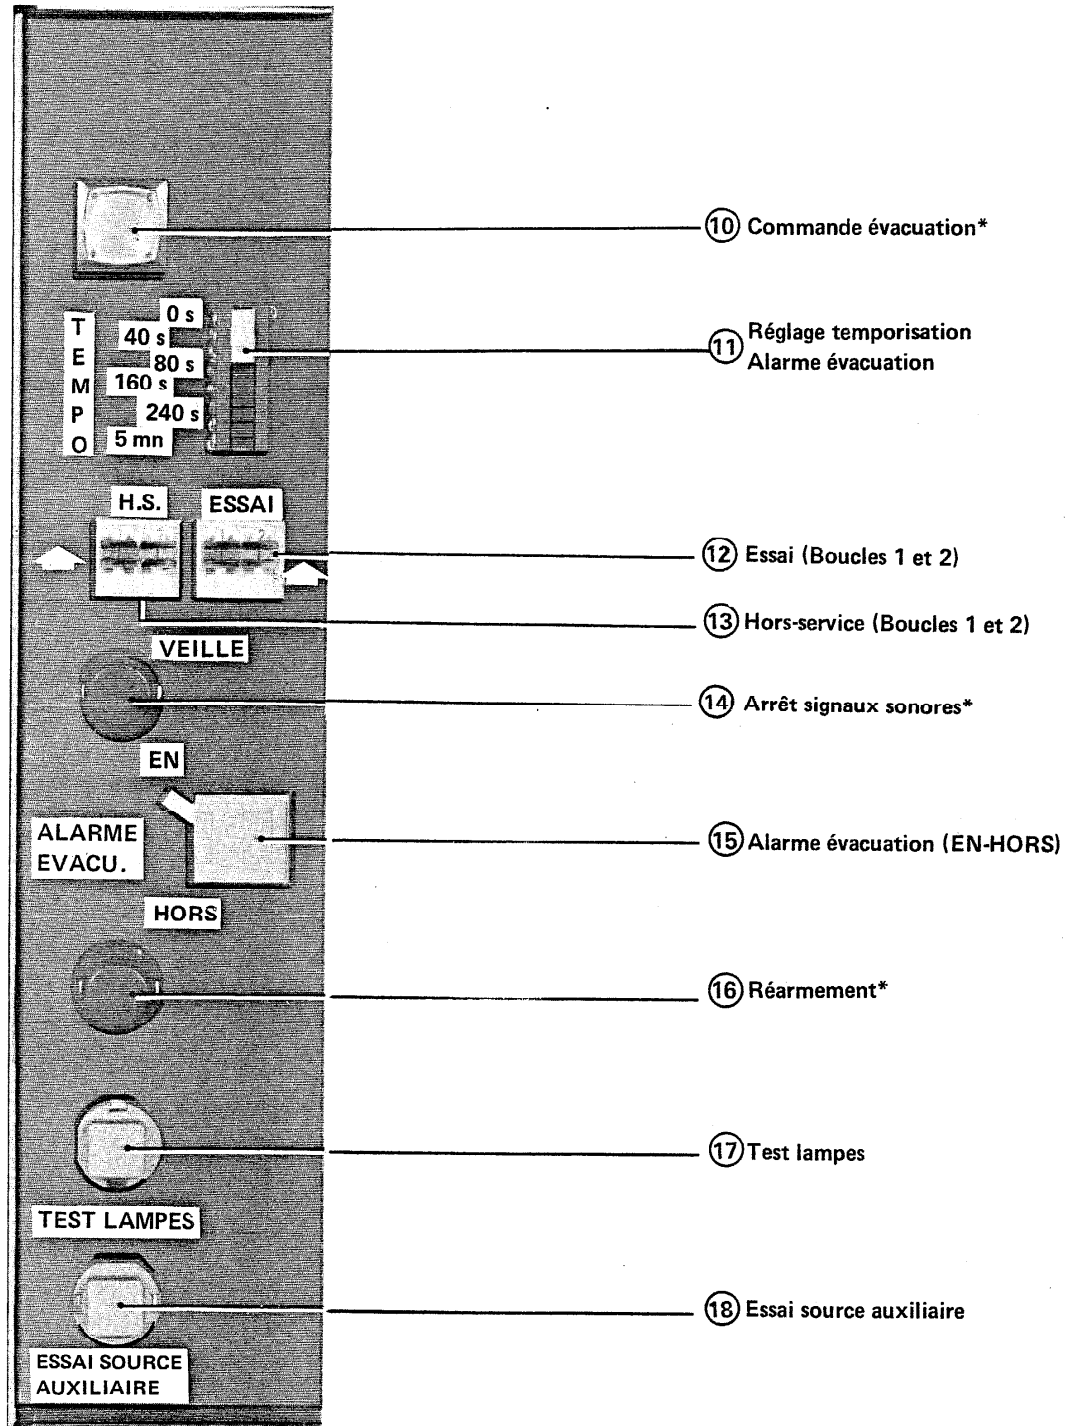 10 Commande évacuation*
T
E
M
P
O
0 s
40 s
80 s
160 s
240 s
5 mn
11 Réglage temporisation
Alarme évacuation
H.S.
ESSAI
12 Essai (Boucles 1 et 2)
13 Hors-service (Boucles 1 et 2)
VEILLE
14 Arrêt signaux sonores*
EN
ALARME
EVACU.
15 Alarme évacuation (EN-HORS)
HORS
16 Réarmement*
17 Test lampes
TEST LAMPES
18 Essai source auxiliaire
ESSAI SOURCE
AUXILIAIRE